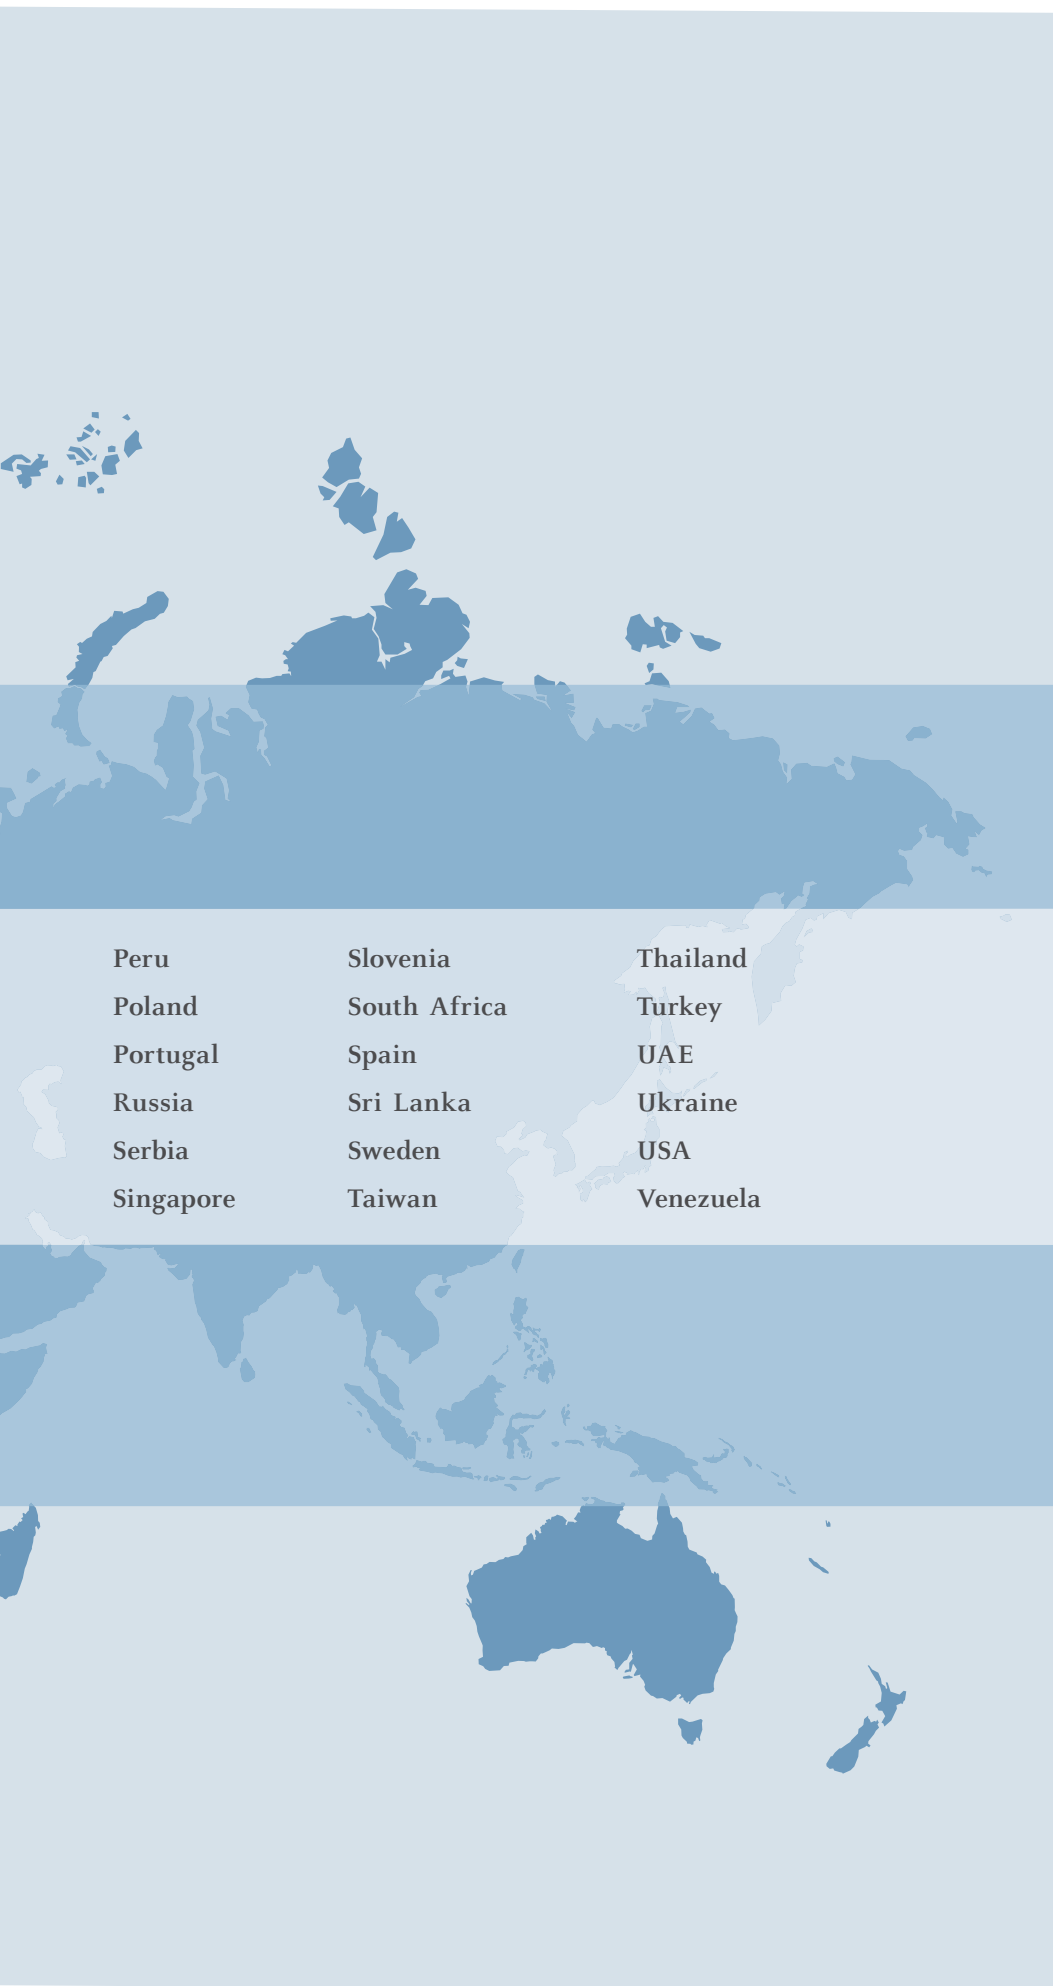 Peru
Poland
Portugal
Russia
Serbia
Singapore
Slovenia
South Africa
Spain
Sri Lanka
Sweden
Taiwan
Thailand
Turkey
UAE
Ukraine
USA
Venezuela